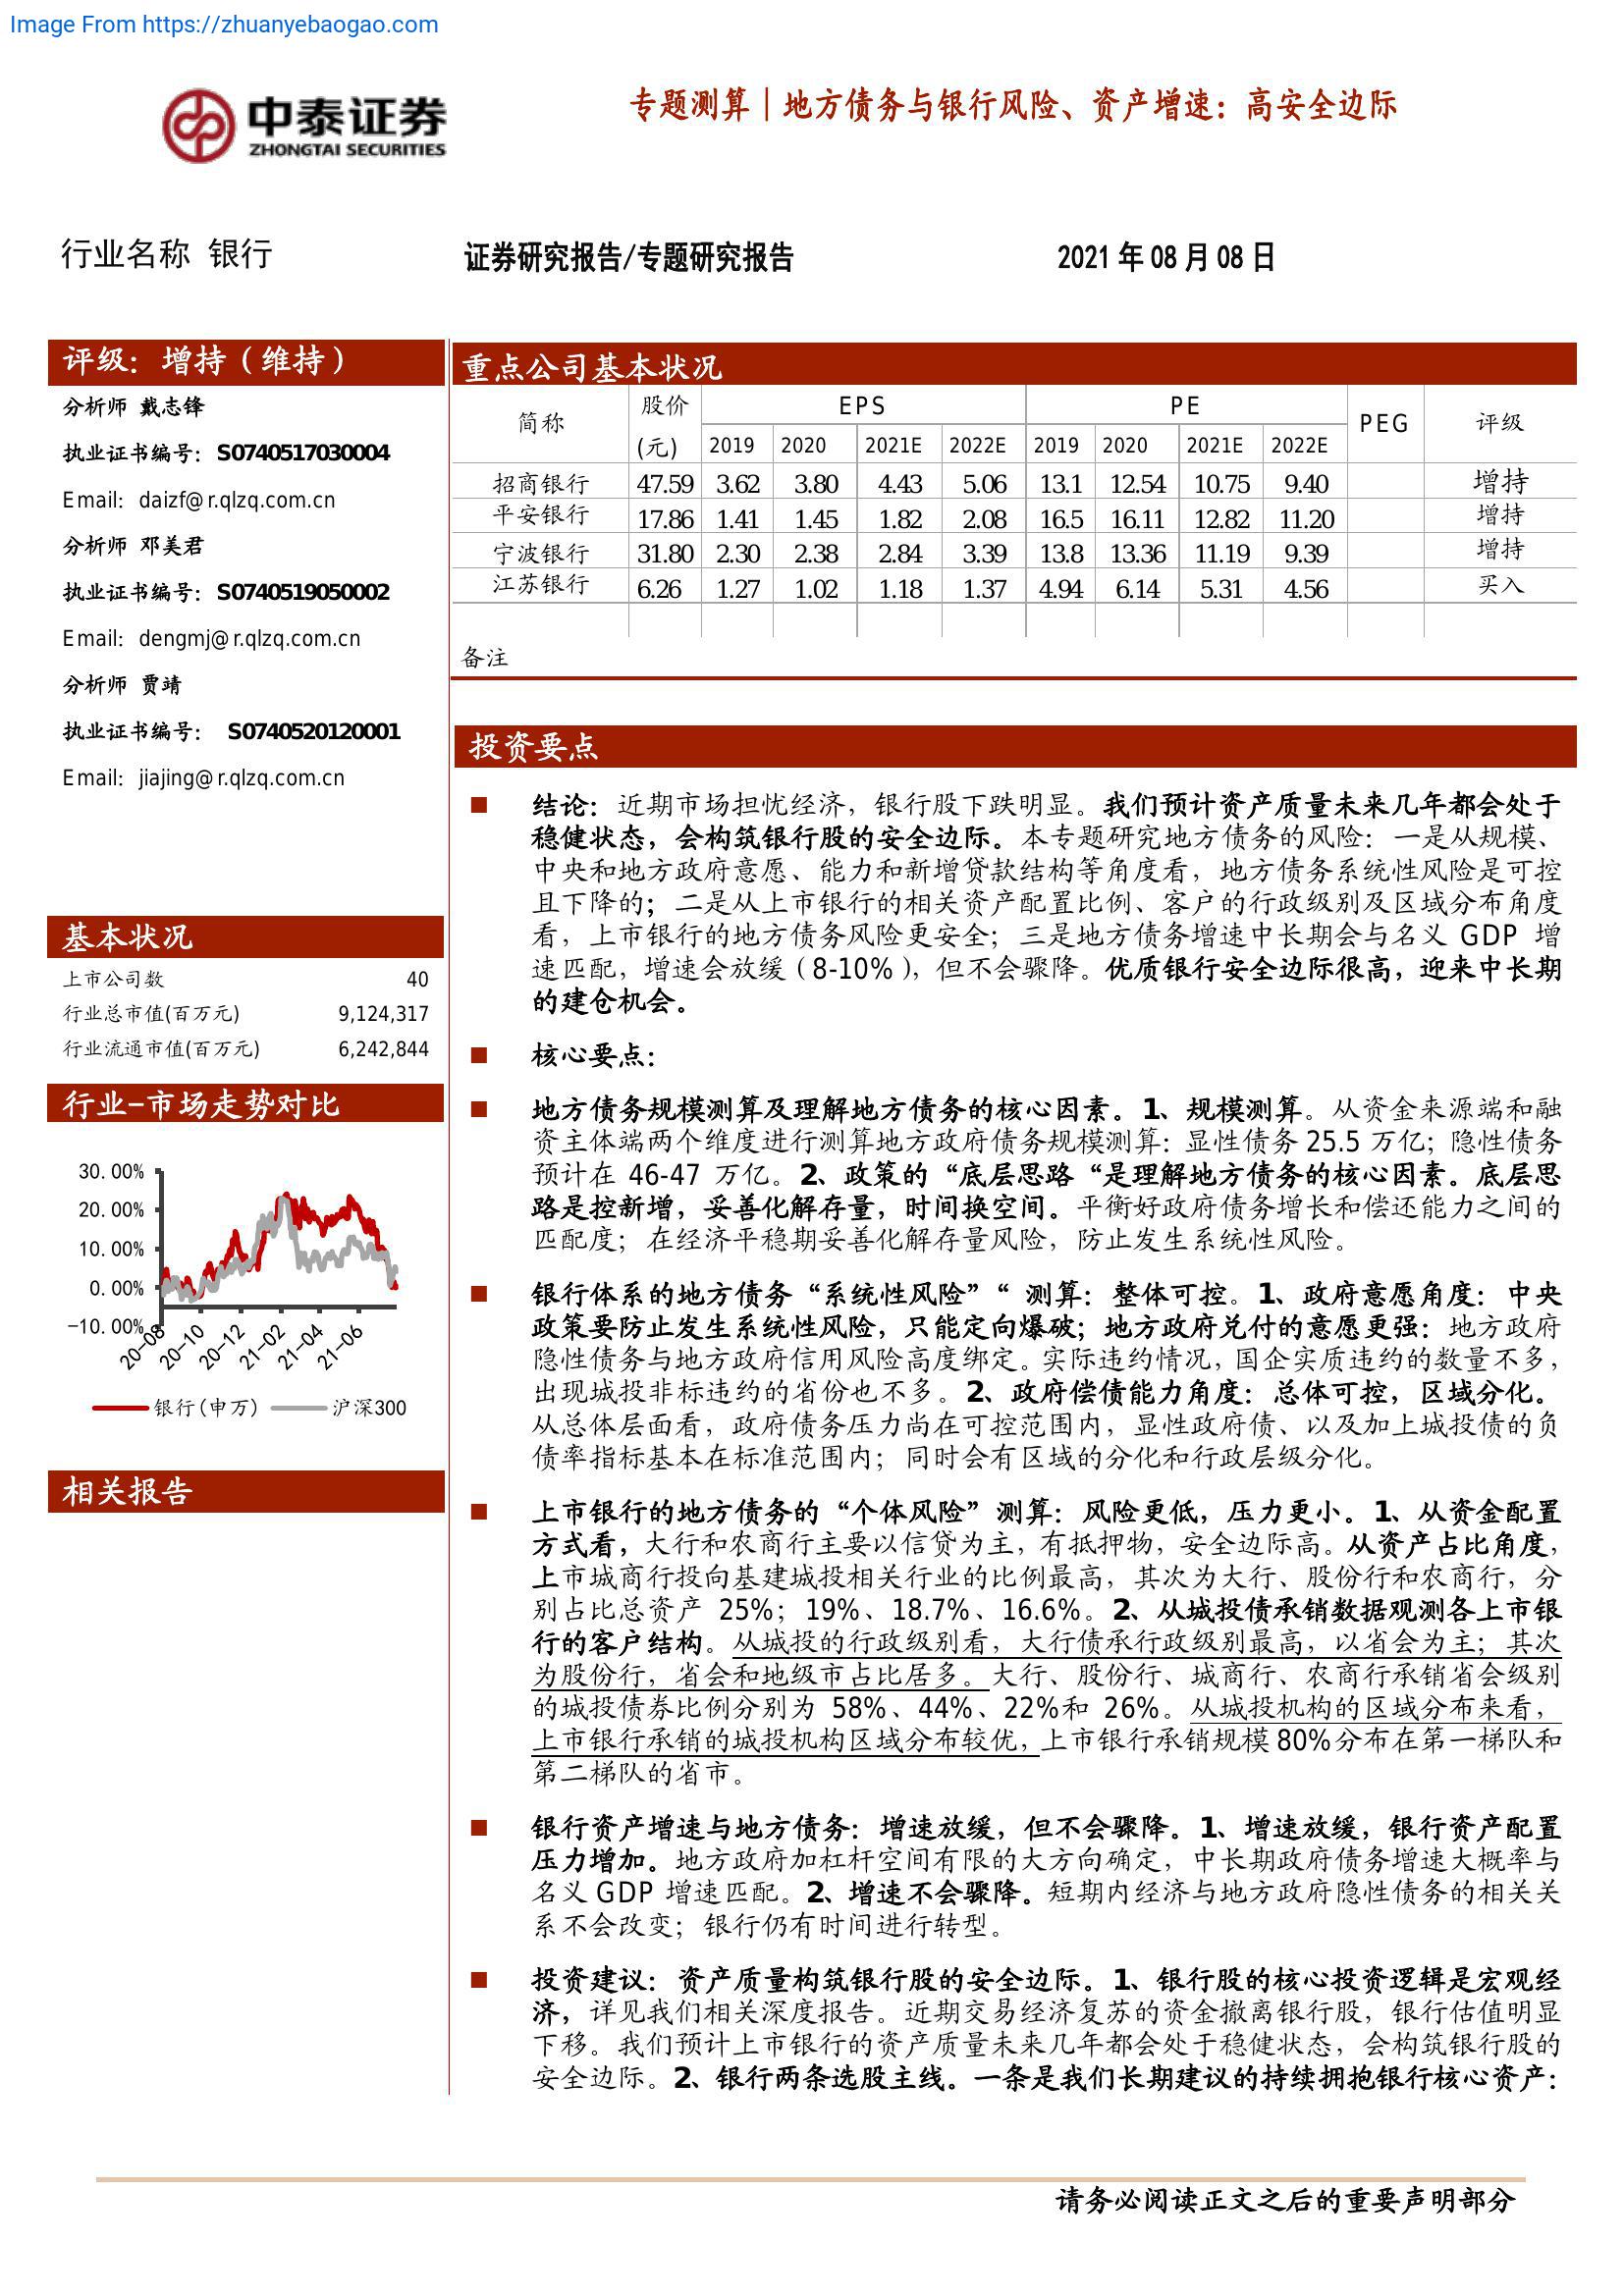 Image From https://zhuanyebaogao.com
中泰证券
ZHONGTAI SECURITIES
专题测算|地方债务与银行风险、资产增速：高安全边际
行业名称 银行
证券研究报告/专题研究报告
2021 年 08 月 08 日
评级：增持（维持）
分析师 戴志锋
执业证书编号：S0740517030004
Email：daizf@r.qlzq.com.cn
分析师 邓美君
执业证书编号：S0740519050002
Email：dengmj@r.qlzq.com.cn
分析师 贾靖
执业证书编号： S0740520120001
Email：jiajing@r.qlzq.com.cn
基本状况
上市公司数 40
行业总市值(百万元) 9,124,317
行业流通市值(百万元) 6,242,844
行业-市场走势对比
30.00%
20.00%
10.00%
0.00%
-10.00%
20-08 20-10 20-12 21-02 21-04 21-06
银行(申万) 沪深300
相关报告
重点公司基本状况
简称 股价(元) EPS PE PEG 评级
2019 2020 2021E 2022E 2019 2020 2021E 2022E
招商银行 47.59 3.62 3.80 4.43 5.06 13.1 12.54 10.75 9.40 增持
平安银行 17.86 1.41 1.45 1.82 2.08 16.5 16.11 12.82 11.20 增持
宁波银行 31.80 2.30 2.38 2.84 3.39 13.8 13.36 11.19 9.39 增持
江苏银行 6.26 1.27 1.02 1.18 1.37 4.94 6.14 5.31 4.56 买入
备注
投资要点
■ 结论：近期市场担忧经济，银行股下跌明显。我们预计资产质量未来几年都会处于
稳健状态，会构筑银行股的安全边际。本专题研究地方债务的风险：一是从规模、
中央和地方政府意愿、能力和新增贷款结构等角度看，地方债务系统性风险是可控
且下降的；二是从上市银行的相关资产配置比例、客户的行政级别及区域分布角度
看，上市银行的地方债务风险更安全；三是地方债务增速中长期会与名义 GDP 增
速匹配，增速会放缓（8-10%），但不会骤降。优质银行安全边际很高，迎来中长期
的建仓机会。
■ 核心要点：
■ 地方债务规模测算及理解地方债务的核心因素。1、规模测算。从资金来源端和融
资主体端两个维度进行测算地方政府债务规模测算：显性债务 25.5 万亿；隐性债务
预计在 46-47 万亿。2、政策的“底层思路“是理解地方债务的核心因素。底层思
路是控新增，妥善化解存量，时间换空间。平衡好政府债务增长和偿还能力之间的
匹配度；在经济平稳期妥善化解存量风险，防止发生系统性风险。
■ 银行体系的地方债务“系统性风险”“ 测算：整体可控。1、政府意愿角度：中央
政策要防止发生系统性风险，只能定向爆破；地方政府兑付的意愿更强：地方政府
隐性债务与地方政府信用风险高度绑定。实际违约情况，国企实质违约的数量不多，
出现城投非标违约的省份也不多。2、政府偿债能力角度：总体可控，区域分化。
从总体层面看，政府债务压力尚在可控范围内，显性政府债、以及加上城投债的负
债率指标基本在标准范围内；同时会有区域的分化和行政层级分化。
■ 上市银行的地方债务的“个体风险”测算：风险更低，压力更小。1、从资金配置
方式看，大行和农商行主要以信贷为主，有抵押物，安全边际高。从资产占比角度，
上市城商行投向基建城投相关行业的比例最高，其次为大行、股份行和农商行，分
别占比总资产 25%；19%、18.7%、16.6%。2、从城投债承销数据观测各上市银
行的客户结构。从城投的行政级别看，大行债承行政级别最高，以省会为主；其次
为股份行，省会和地级市占比居多。大行、股份行、城商行、农商行承销省会级别
的城投债券比例分别为 58%、44%、22%和 26%。从城投机构的区域分布来看，
上市银行承销的城投机构区域分布较优，上市银行承销规模 80%分布在第一梯队和
第二梯队的省市。
■ 银行资产增速与地方债务：增速放缓，但不会骤降。1、增速放缓，银行资产配置
压力增加。地方政府加杠杆空间有限的大方向确定，中长期政府债务增速大概率与
名义 GDP 增速匹配。2、增速不会骤降。短期内经济与地方政府隐性债务的相关关
系不会改变；银行仍有时间进行转型。
■ 投资建议：资产质量构筑银行股的安全边际。1、银行股的核心投资逻辑是宏观经
济，详见我们相关深度报告。近期交易经济复苏的资金撤离银行股，银行估值明显
下移。我们预计上市银行的资产质量未来几年都会处于稳健状态，会构筑银行股的
安全边际。2、银行两条选股主线。一条是我们长期建议的持续拥抱银行核心资产：
请务必阅读正文之后的重要声明部分